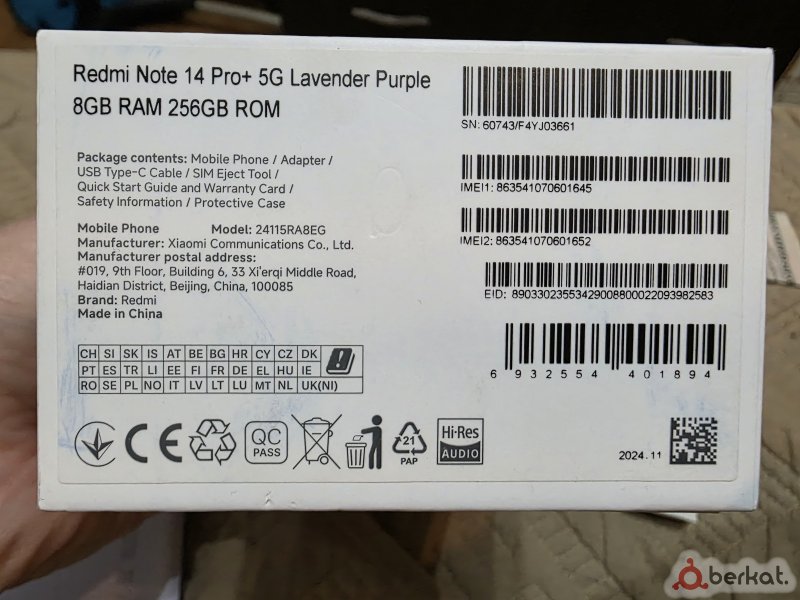 Redmi Note 14 Pro+ 5G Lavender Purple
8GB RAM 256GB ROM
Package contents: Mobile Phone / Adapter /
USB Type-C Cable / SIM Eject Tool /
Quick Start Guide and Warranty Card /
Safety Information / Protective Case
Mobile Phone Model: 24115RA8EG
Manufacturer: Xiaomi Communications Co., Ltd.
Manufacturer postal address:
#019, 9th Floor, Building 6, 33 Xi'erqi Middle Road,
Haidian District, Beijing, China, 100085
Brand: Redmi
Made in China
CH SI SK IS AT BE BG HR CY CZ DK
PT ES TR LI EE FI FR DE EL HU IE
RO SE PL NO IT LV LT LU MT NL UK(NI)
CE
QC
PASS
21
PAP
Hi-Res
AUDIO
SN: 60743/F4YJ03661
IMEI1: 863541070601645
IMEI2: 863541070601652
EID: 89033023553429008800022093982583
6 932554 401894
2024.11
berkat.